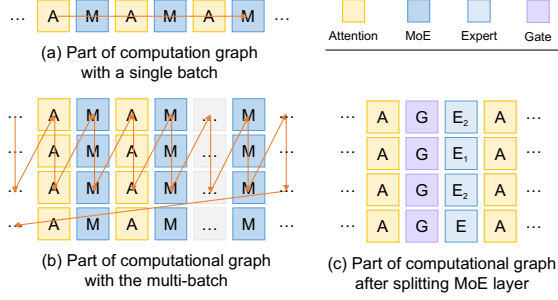 ... A M A M A M ...
(a) Part of computation graph
with a single batch
Attention MoE Expert Gate
... A M A M ... M ...
... A M A M ... M ...
... A M A M ... M ...
... A M A M ... M ...
(b) Part of computational graph
with the multi-batch
... A G E₂ A ...
... A G E₁ A ...
... A G E₂ A ...
... A G E A ...
(c) Part of computational graph
after splitting MoE layer